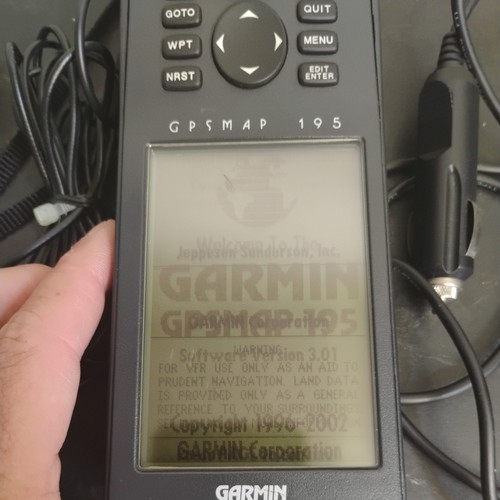 GOTO
QUIT
WPT
MENU
NRST
EDIT
ENTER
GPSMAP 195
Welcome To The
Jeppesen Sanderson, Inc.
GARMIN
GPSMAP 195
GARMIN Corporation
WARNING:
Software Version 3.01
FOR VFR USE ONLY AS AN AID TO
PRUDENT NAVIGATION. LAND DATA
IS PROVIDED ONLY AS A GENERAL
REFERENCE TO YOUR SURROUNDIN
Copyright 1996-2002
GARMIN Corporation
GARMIN